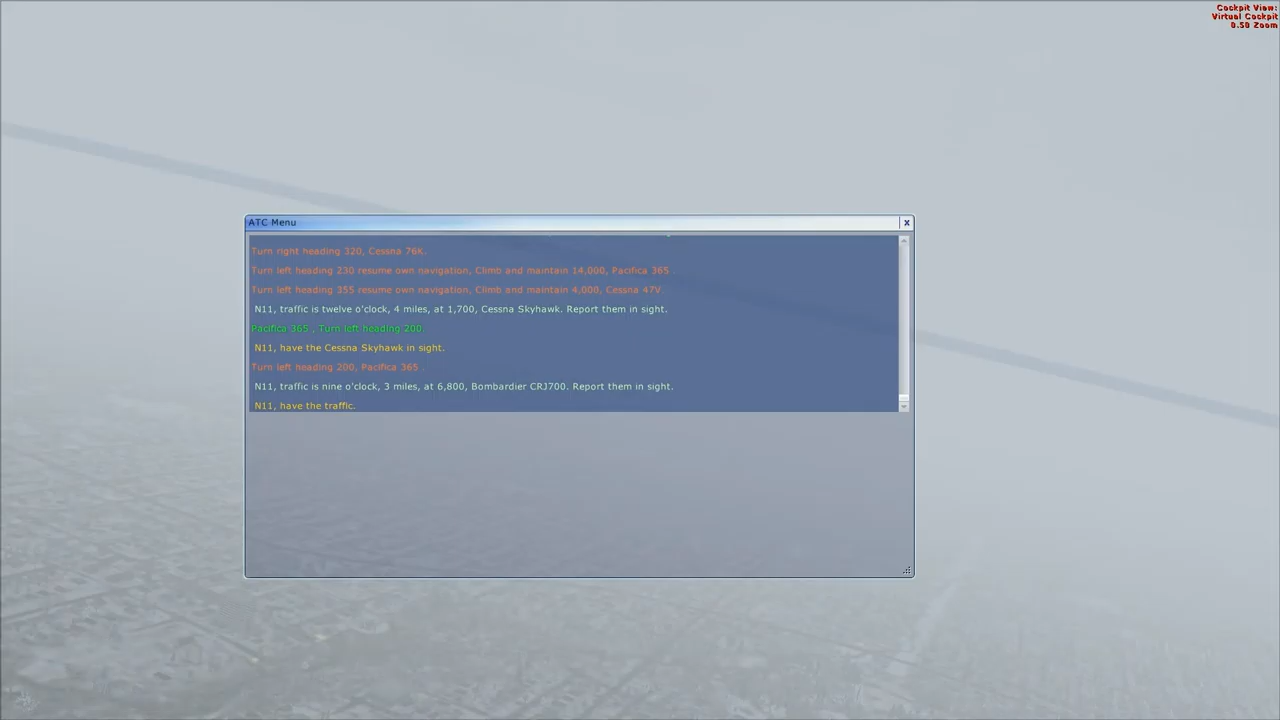 Cockpit View:
Virtual Cockpit
0.50 Zoom
ATC Menu
x
Turn right heading 320, Cessna 76K.
Turn left heading 230 resume own navigation, Climb and maintain 14,000, Pacifica 365 .
Turn left heading 355 resume own navigation, Climb and maintain 4,000, Cessna 47V.
N11, traffic is twelve o'clock, 4 miles, at 1,700, Cessna Skyhawk. Report them in sight.
Pacifica 365 , Turn left heading 200.
N11, have the Cessna Skyhawk in sight.
Turn left heading 200, Pacifica 365 .
N11, traffic is nine o'clock, 3 miles, at 6,800, Bombardier CRJ700. Report them in sight.
N11, have the traffic.